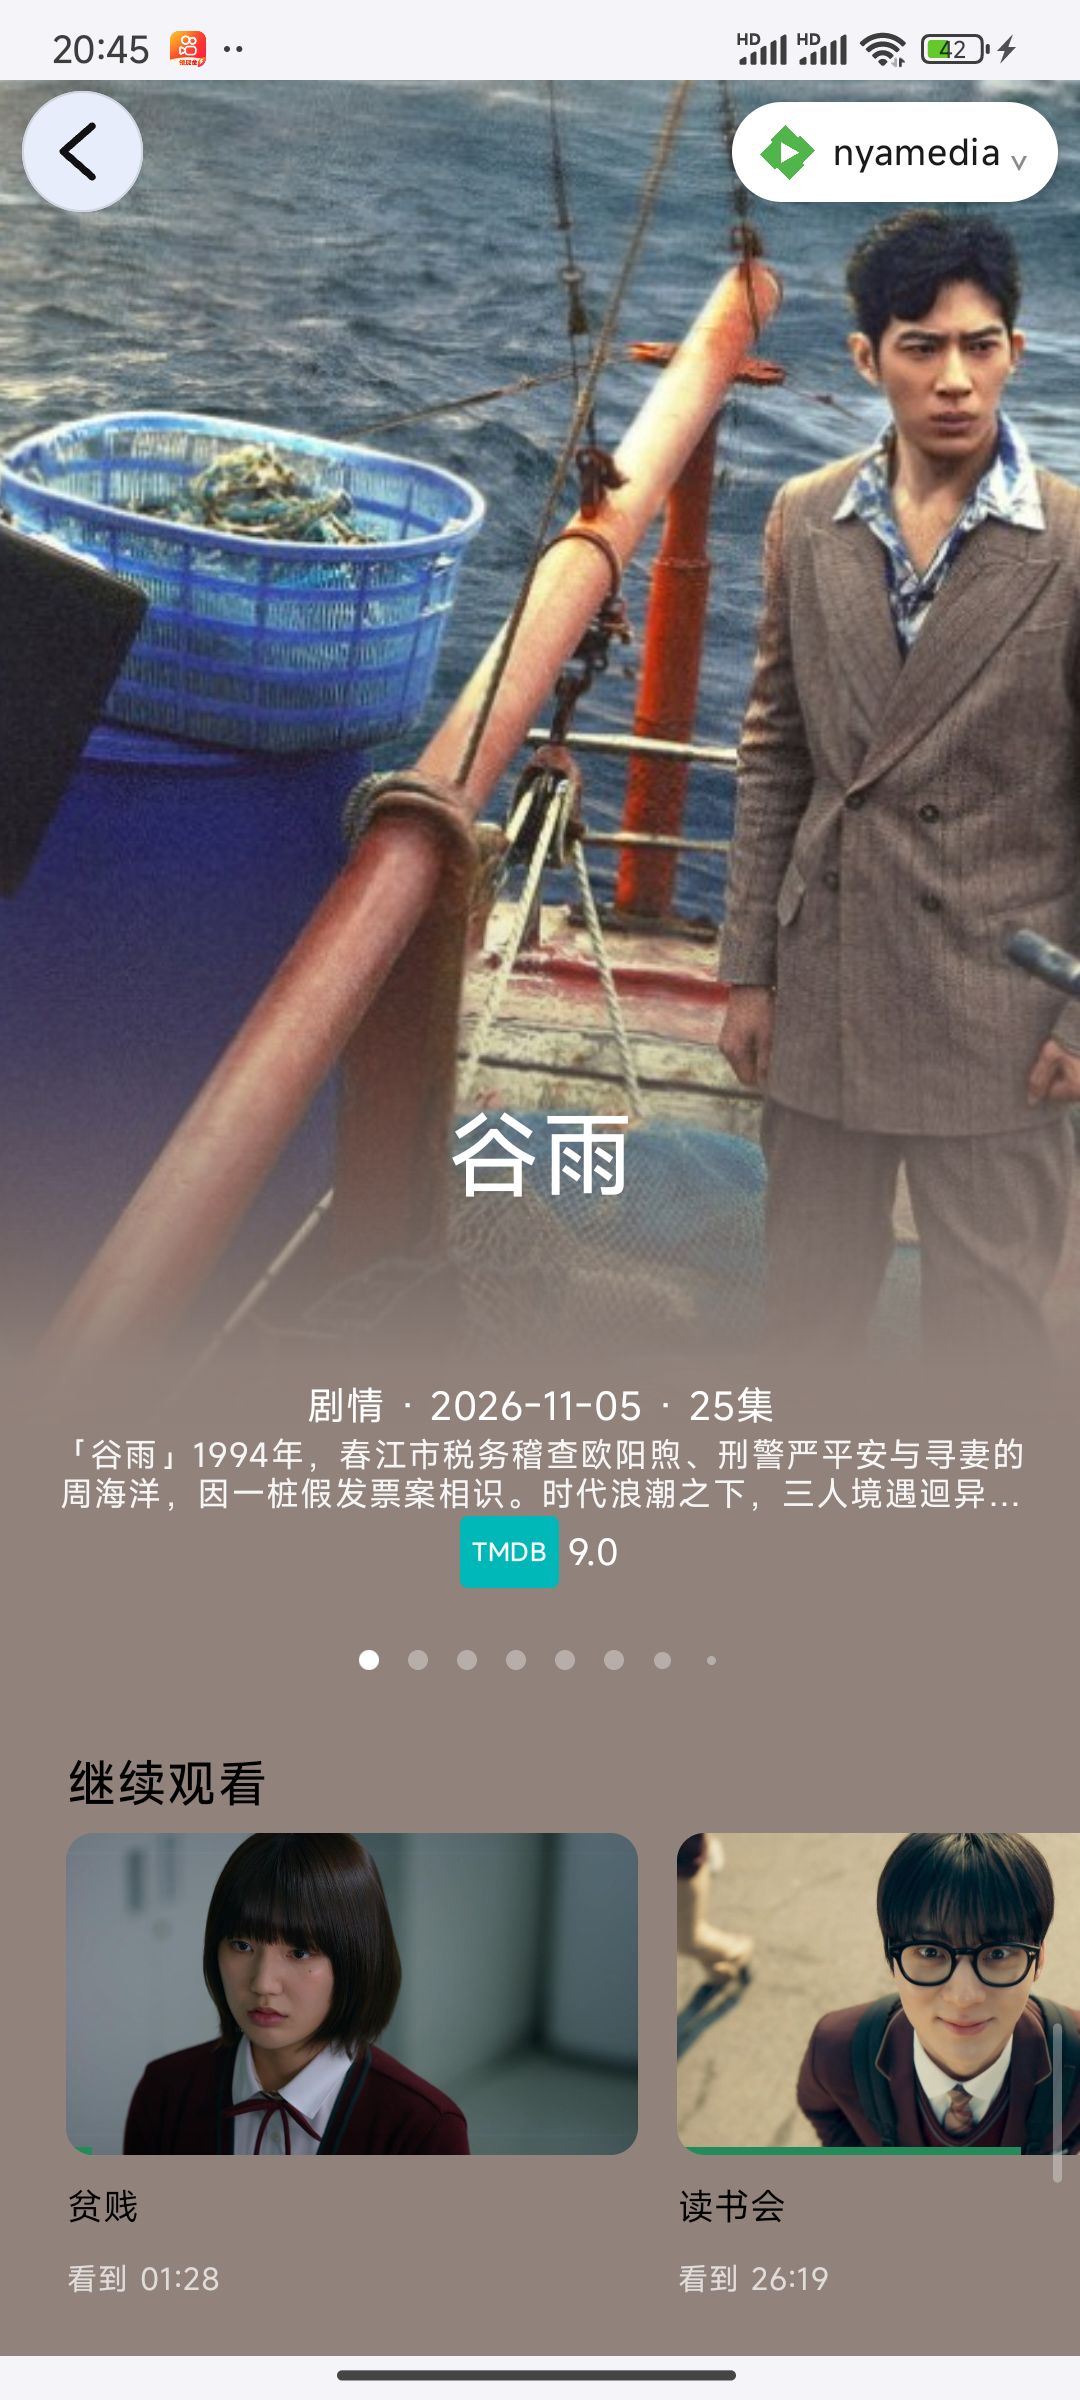 20:45
HD HD 42
nyamedia
谷雨
剧情 · 2026-11-05 · 25集
「谷雨」1994年，春江市税务稽查欧阳煦、刑警严平安与寻妻的
周海洋，因一桩假发票案相识。时代浪潮之下，三人境遇迥异...
TMDB 9.0
继续观看
贫贱
读书会
看到 01:28
看到 26:19